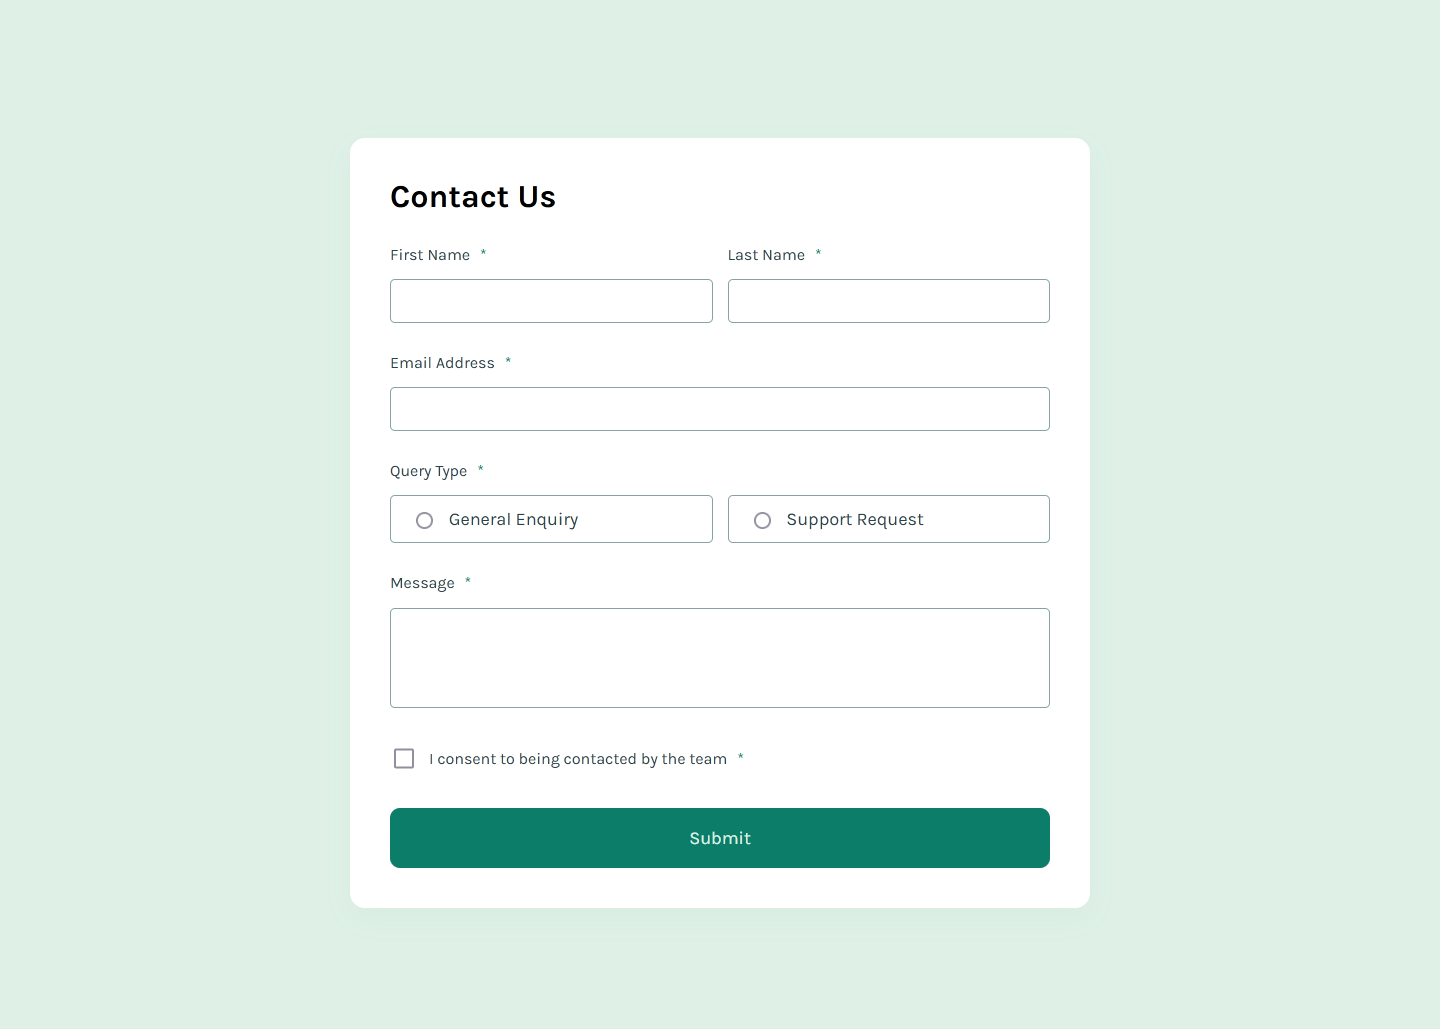 Contact Us
First Name *
Last Name *
Email Address *
Query Type *
General Enquiry
Support Request
Message *
I consent to being contacted by the team *
Submit